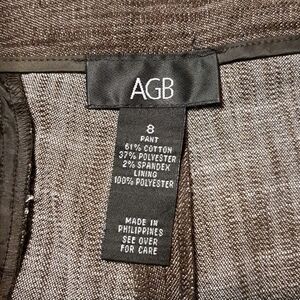 AGB
8
PANT
61% COTTON
37% POLYESTER
2% SPANDEX
LINING
100% POLYESTER
MADE IN
PHILIPPINES
SEE OVER
FOR CARE